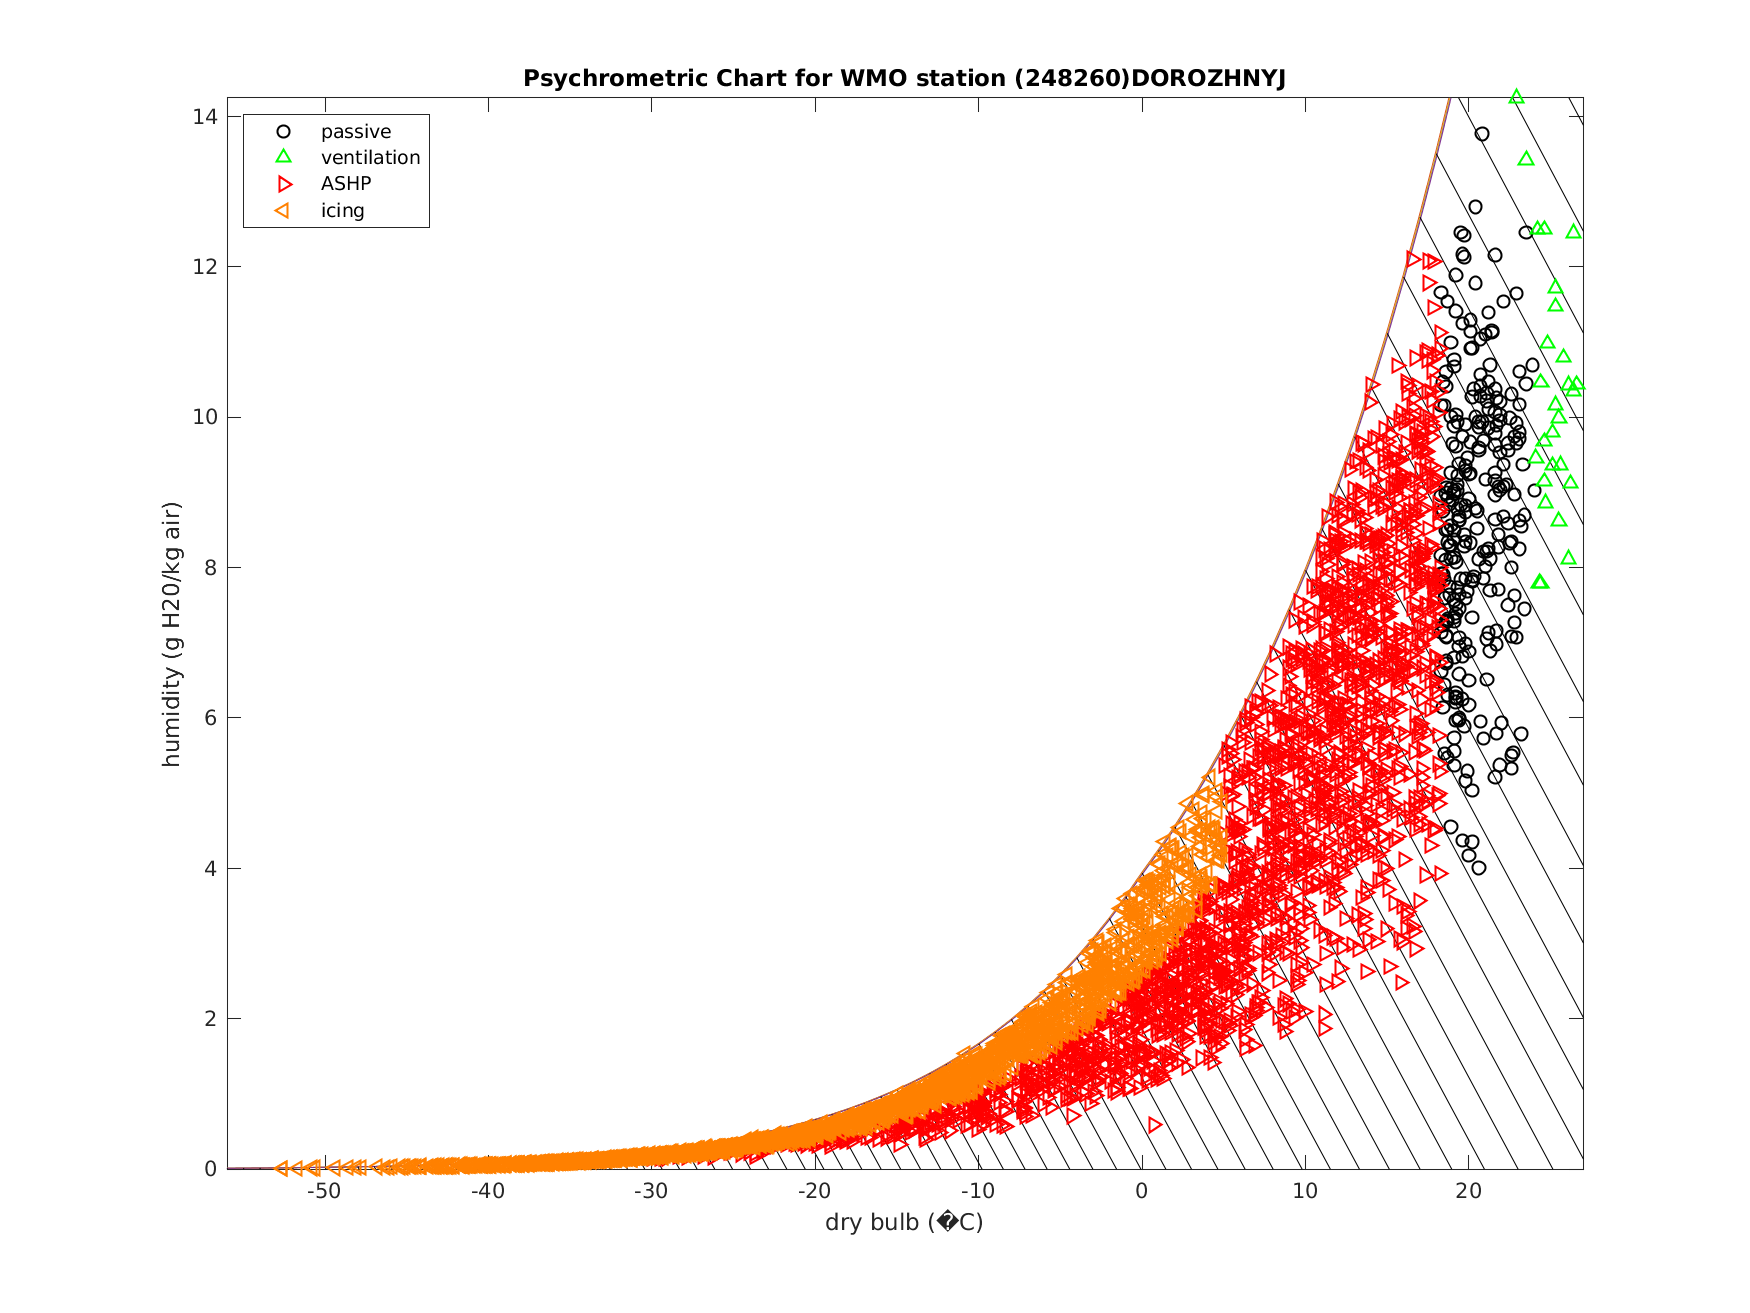 Psychrometric Chart for WMO station (248260)DOROZHNYJ
passive
ventilation
ASHP
icing
humidity (g H20/kg air)
14
12
10
8
6
4
2
0
-50 -40 -30 -20 -10 0 10 20
dry bulb (�C)